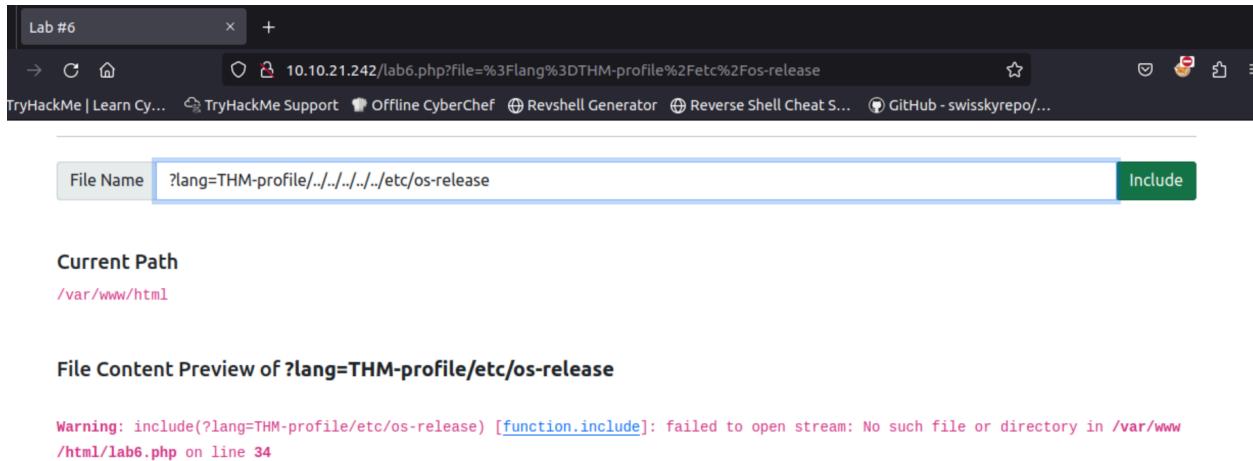 Lab #6
10.10.21.242/lab6.php?file=%3Flang%3DTHM-profile%2Fetc%2Fos-release
TryHackMe | Learn Cy... TryHackMe Support Offline CyberChef Revshell Generator Reverse Shell Cheat S... GitHub - swisskyrepo/...
File Name ?lang=THM-profile/../../../../../etc/os-release Include
Current Path
/var/www/html
File Content Preview of ?lang=THM-profile/etc/os-release
Warning: include(?lang=THM-profile/etc/os-release) [function.include]: failed to open stream: No such file or directory in /var/www
/html/lab6.php on line 34